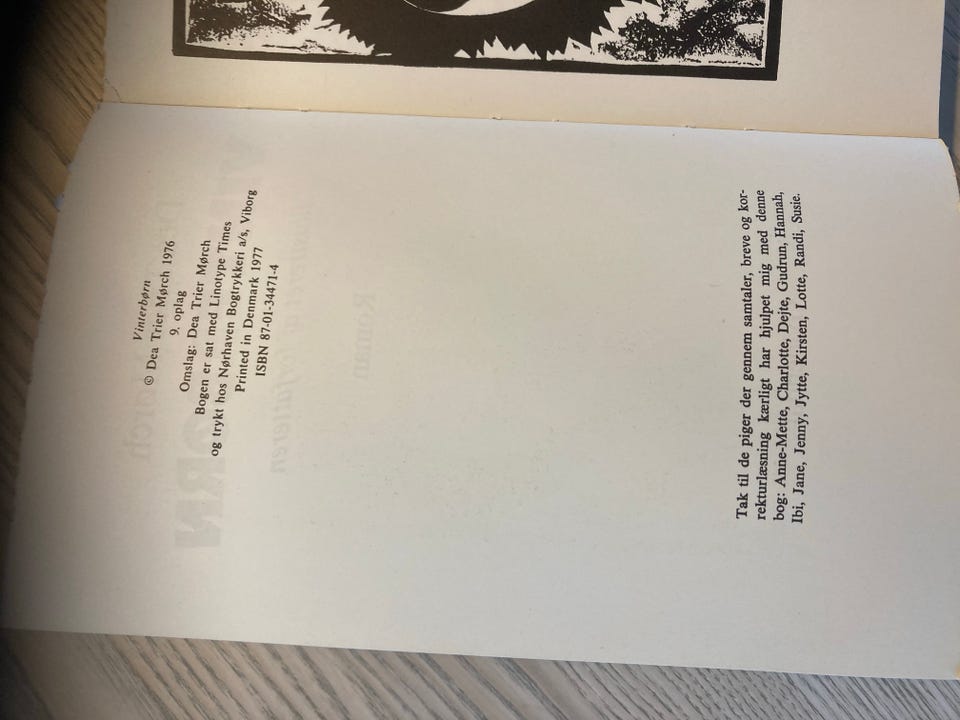 Vinterbørn
© Dea Trier Mørch 1976
9. oplag
Omslag: Dea Trier Mørch
Bogen er sat med Linotype Times
og trykt hos Nørhaven Bogtrykkeri a/s, Viborg
Printed in Denmark 1977
ISBN 87-01-34471-4
Tak til de piger der gennem samtaler, breve og kor-
rekturlæsning kærligt har hjulpet mig med denne
bog: Anne-Mette, Charlotte, Dejte, Gudrun, Hannah,
Ibi, Jane, Jenny, Jytte, Kirsten, Lotte, Randi, Susie.